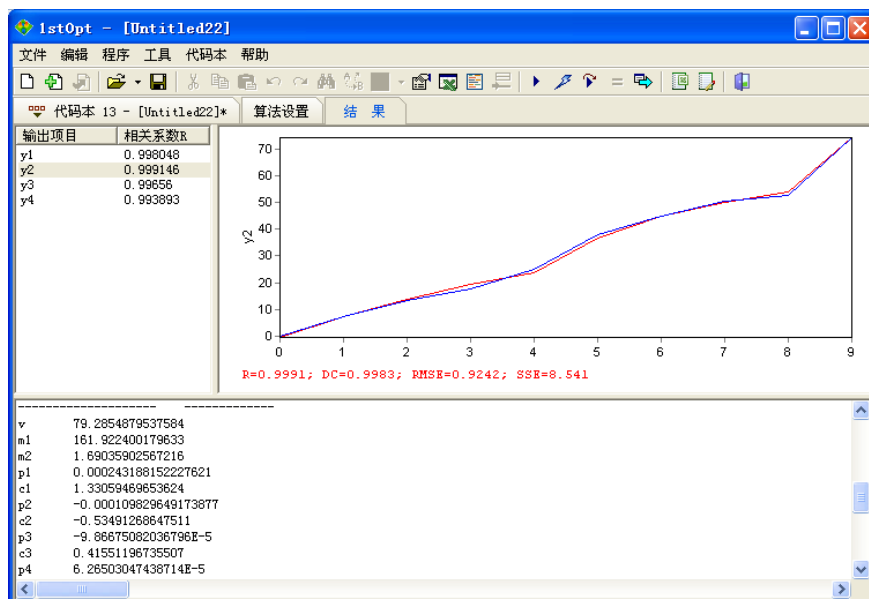 1stOpt - [Untitled22]
文件 编辑 程序 工具 代码本 帮助
代码本 13 - [Untitled22]* 算法设置 结 果
输出项目 相关系数R
y1 0.998048
y2 0.999146
y3 0.99656
y4 0.993893
70
60
50
40
30
20
10
0
y2
0 1 2 3 4 5 6 7 8 9
R=0.9991; DC=0.9983; RMSE=0.9242; SSE=8.541
-------------------- -------------
v 79.2854879537584
m1 161.922400179633
m2 1.69035902567216
p1 0.000243188152227621
c1 1.33059469653624
p2 -0.000109829649173877
c2 -0.53491268647511
p3 -9.86675082036796E-5
c3 0.41551196735507
p4 6.26503047438714E-5